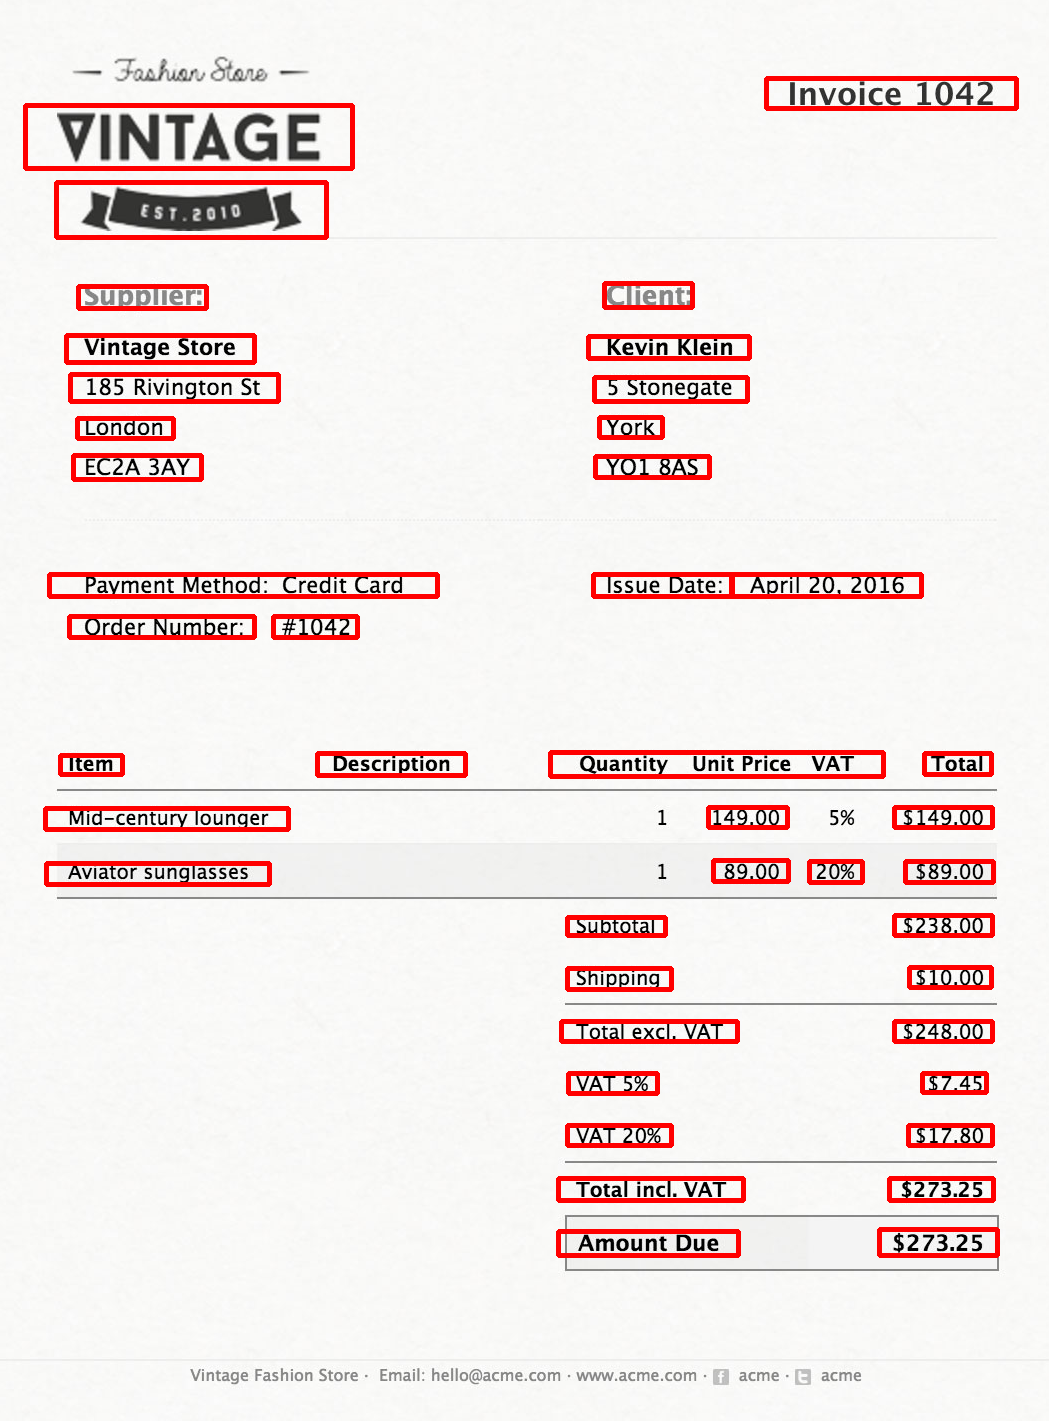 Fashion Store
Invoice 1042
VINTAGE
EST.2010
Supplier: Client:
Vintage Store Kevin Klein
185 Rivington St 5 Stonegate
London York
EC2A 3AY YO1 8AS
Payment Method: Credit Card Issue Date: April 20, 2016
Order Number: #1042
Item Description Quantity Unit Price VAT Total
Mid-century lounger 1 149.00 5% $149.00
Aviator sunglasses 1 89.00 20% $89.00
Subtotal $238.00
Shipping $10.00
Total excl. VAT $248.00
VAT 5% $7.45
VAT 20% $17.80
Total incl. VAT $273.25
Amount Due $273.25
Vintage Fashion Store · Email: hello@acme.com · www.acme.com · acme · acme